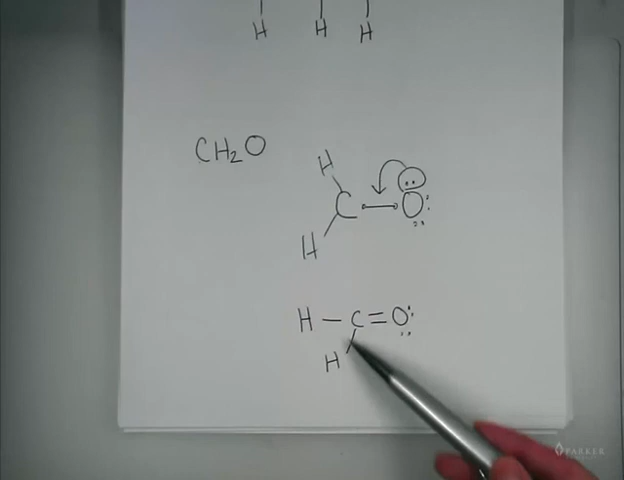 H H H
CH₂O
H
C O
H
H — C = O
H
PARKER